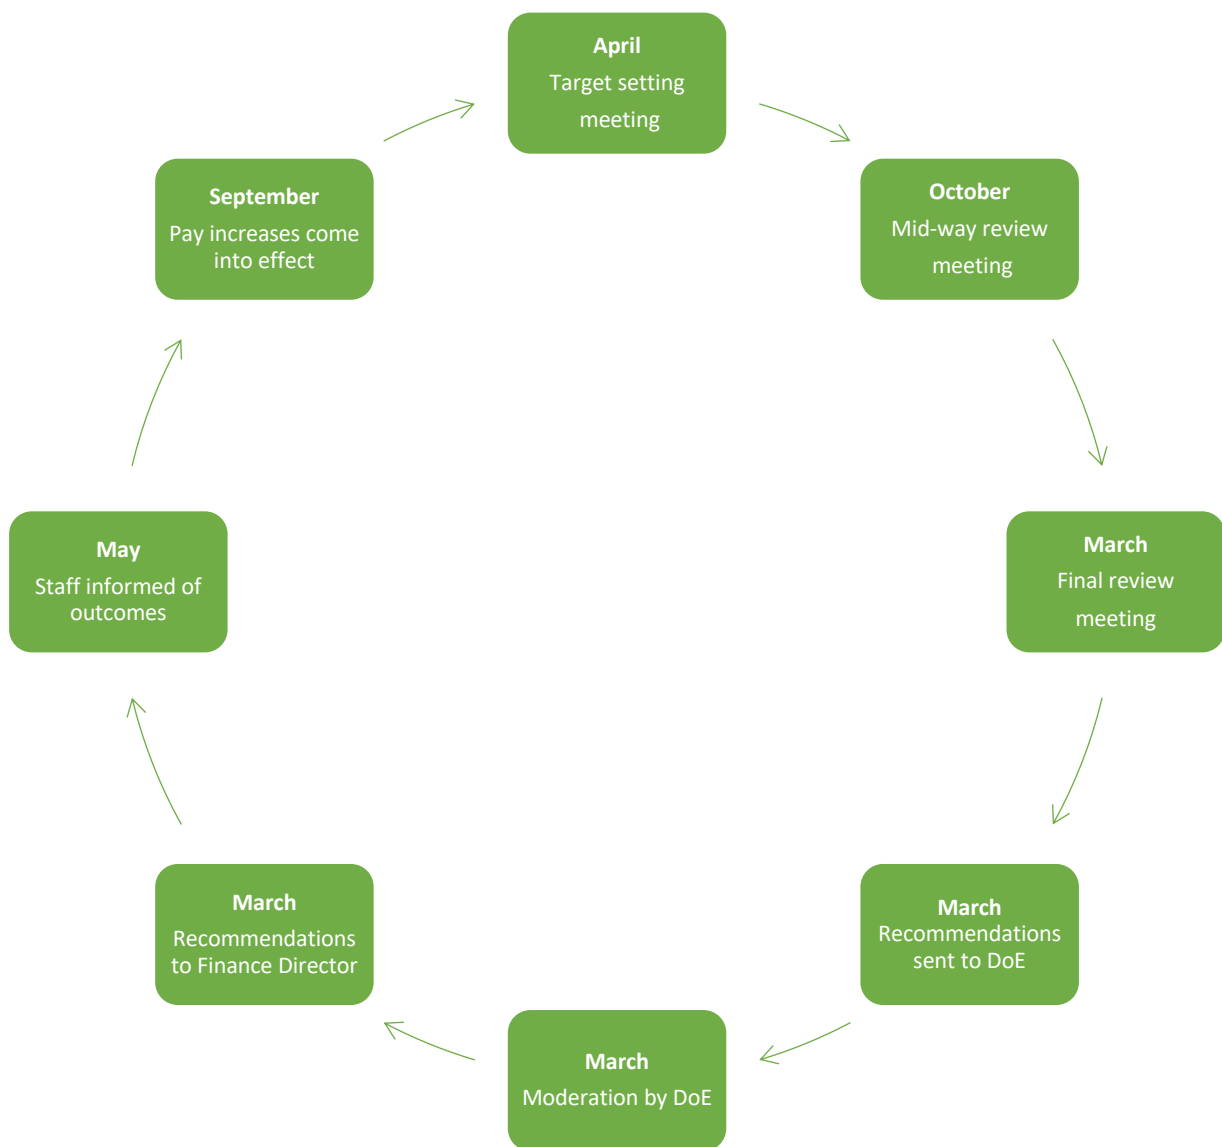 April
Target setting
meeting
October
Mid-way review
meeting
March
Final review
meeting
March
Recommendations
sent to DoE
March
Moderation by DoE
March
Recommendations
to Finance Director
May
Staff informed of
outcomes
September
Pay increases come
into effect